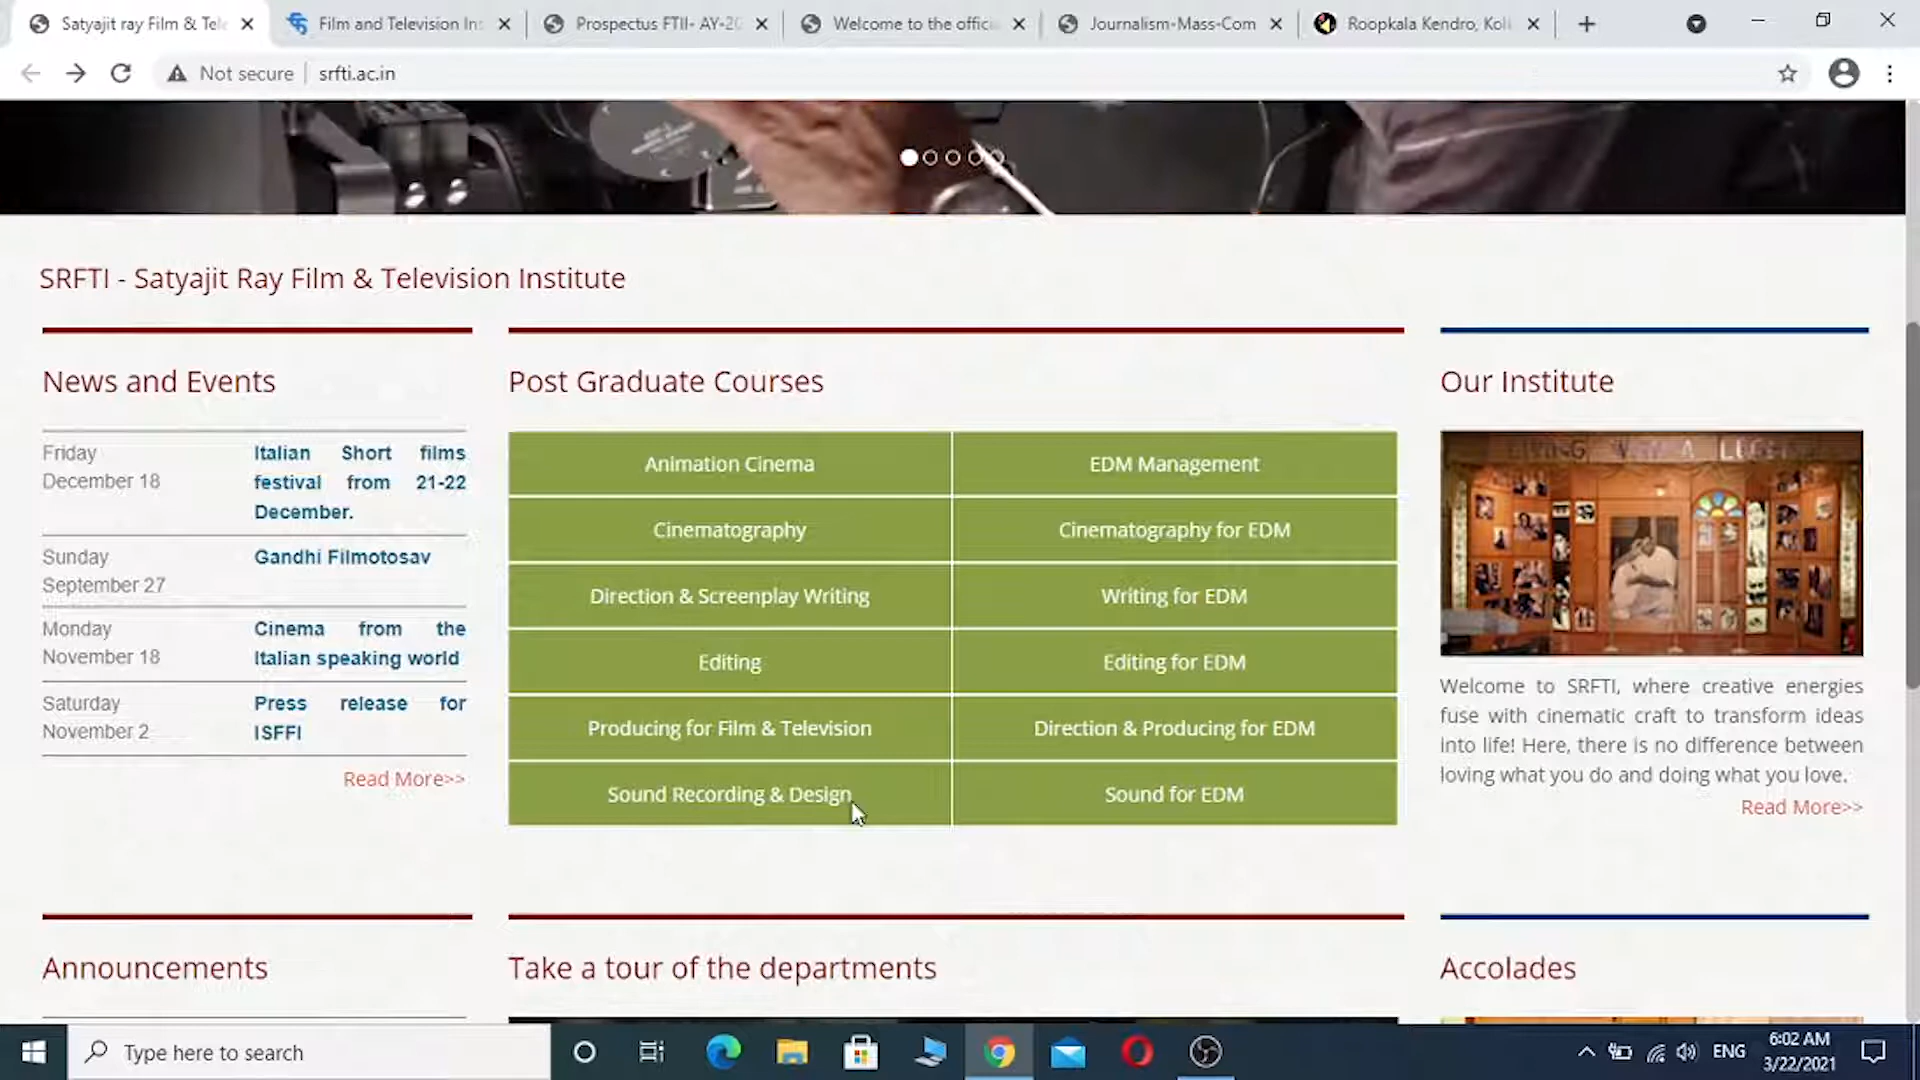 Satyajit ray Film & Tele
Film and Television Ins
Prospectus FTII- AY-20
Welcome to the offici
Journalism-Mass-Com
Roopkala Kendro, Kol
Not secure
srfti.ac.in
SRFTI - Satyajit Ray Film & Television Institute
News and Events
Friday
December 18
Italian Short films
festival from 21-22
December.
Sunday
September 27
Gandhi Filmotosav
Monday
November 18
Cinema from the
Italian speaking world
Saturday
November 2
Press release for
ISFFI
Read More>>
Post Graduate Courses
Animation Cinema
EDM Management
Cinematography
Cinematography for EDM
Direction & Screenplay Writing
Writing for EDM
Editing
Editing for EDM
Producing for Film & Television
Direction & Producing for EDM
Sound Recording & Design
Sound for EDM
Our Institute
Welcome to SRFTI, where creative energies
fuse with cinematic craft to transform ideas
into life! Here, there is no difference between
loving what you do and doing what you love.
Read More>>
Announcements
Take a tour of the departments
Accolades
Type here to search
ENG
6:02 AM
3/22/2021